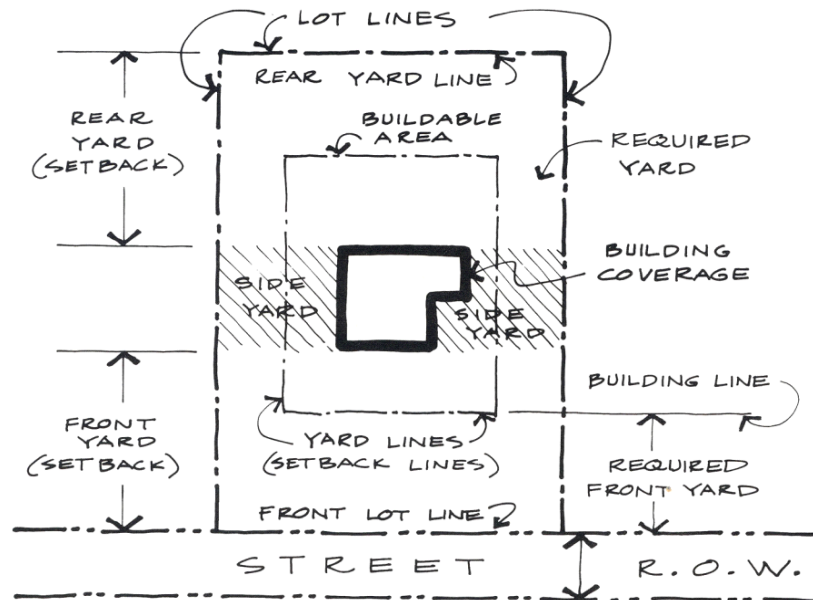 LOT LINES
REAR YARD LINE
REAR
YARD
(SETBACK)
BUILDABLE
AREA
REQUIRED
YARD
SIDE
YARD
BUILDING
COVERAGE
SIDE
YARD
BUILDING LINE
FRONT
YARD
(SETBACK)
YARD LINES
(SETBACK LINES)
REQUIRED
FRONT YARD
FRONT LOT LINE
STREET
R.O.W.